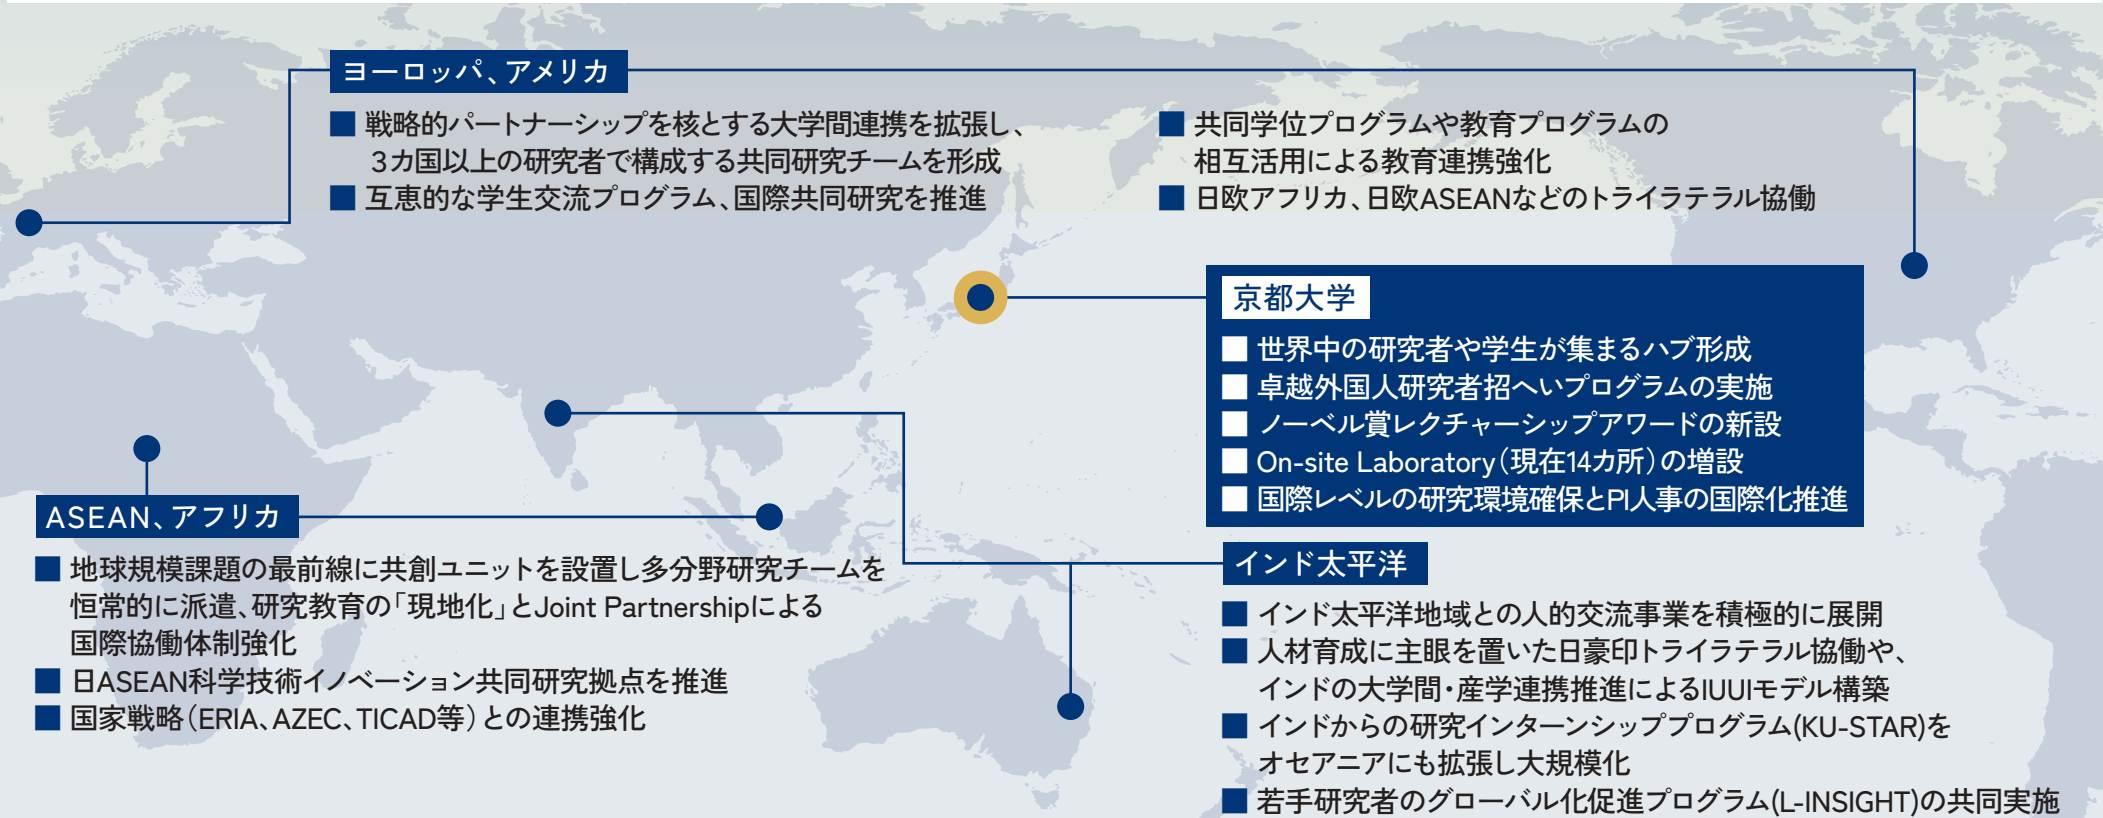 ヨーロッパ、アメリカ
■ 戦略的パートナーシップを核とする大学間連携を拡張し、
３カ国以上の研究者で構成する共同研究チームを形成
■ 互恵的な学生交流プログラム、国際共同研究を推進
■ 共同学位プログラムや教育プログラムの
相互活用による教育連携強化
■ 日欧アフリカ、日欧ASEANなどのトライラテラル協働
京都大学
■ 世界中の研究者や学生が集まるハブ形成
■ 卓越外国人研究者招へいプログラムの実施
■ ノーベル賞レクチャーシップアワードの新設
■ On-site Laboratory（現在14カ所）の増設
■ 国際レベルの研究環境確保とPI人事の国際化推進
ASEAN、アフリカ
■ 地球規模課題の最前線に共創ユニットを設置し多分野研究チームを
恒常的に派遣、研究教育の「現地化」とJoint Partnershipによる
国際協働体制強化
■ 日ASEAN科学技術イノベーション共同研究拠点を推進
■ 国家戦略（ERIA、AZEC、TICAD等）との連携強化
インド太平洋
■ インド太平洋地域との人的交流事業を積極的に展開
■ 人材育成に主眼を置いた日豪印トライラテラル協働や、
インドの大学間・産学連携推進によるIUUIモデル構築
■ インドからの研究インターンシッププログラム(KU-STAR)を
オセアニアにも拡張し大規模化
■ 若手研究者のグローバル化促進プログラム(L-INSIGHT)の共同実施